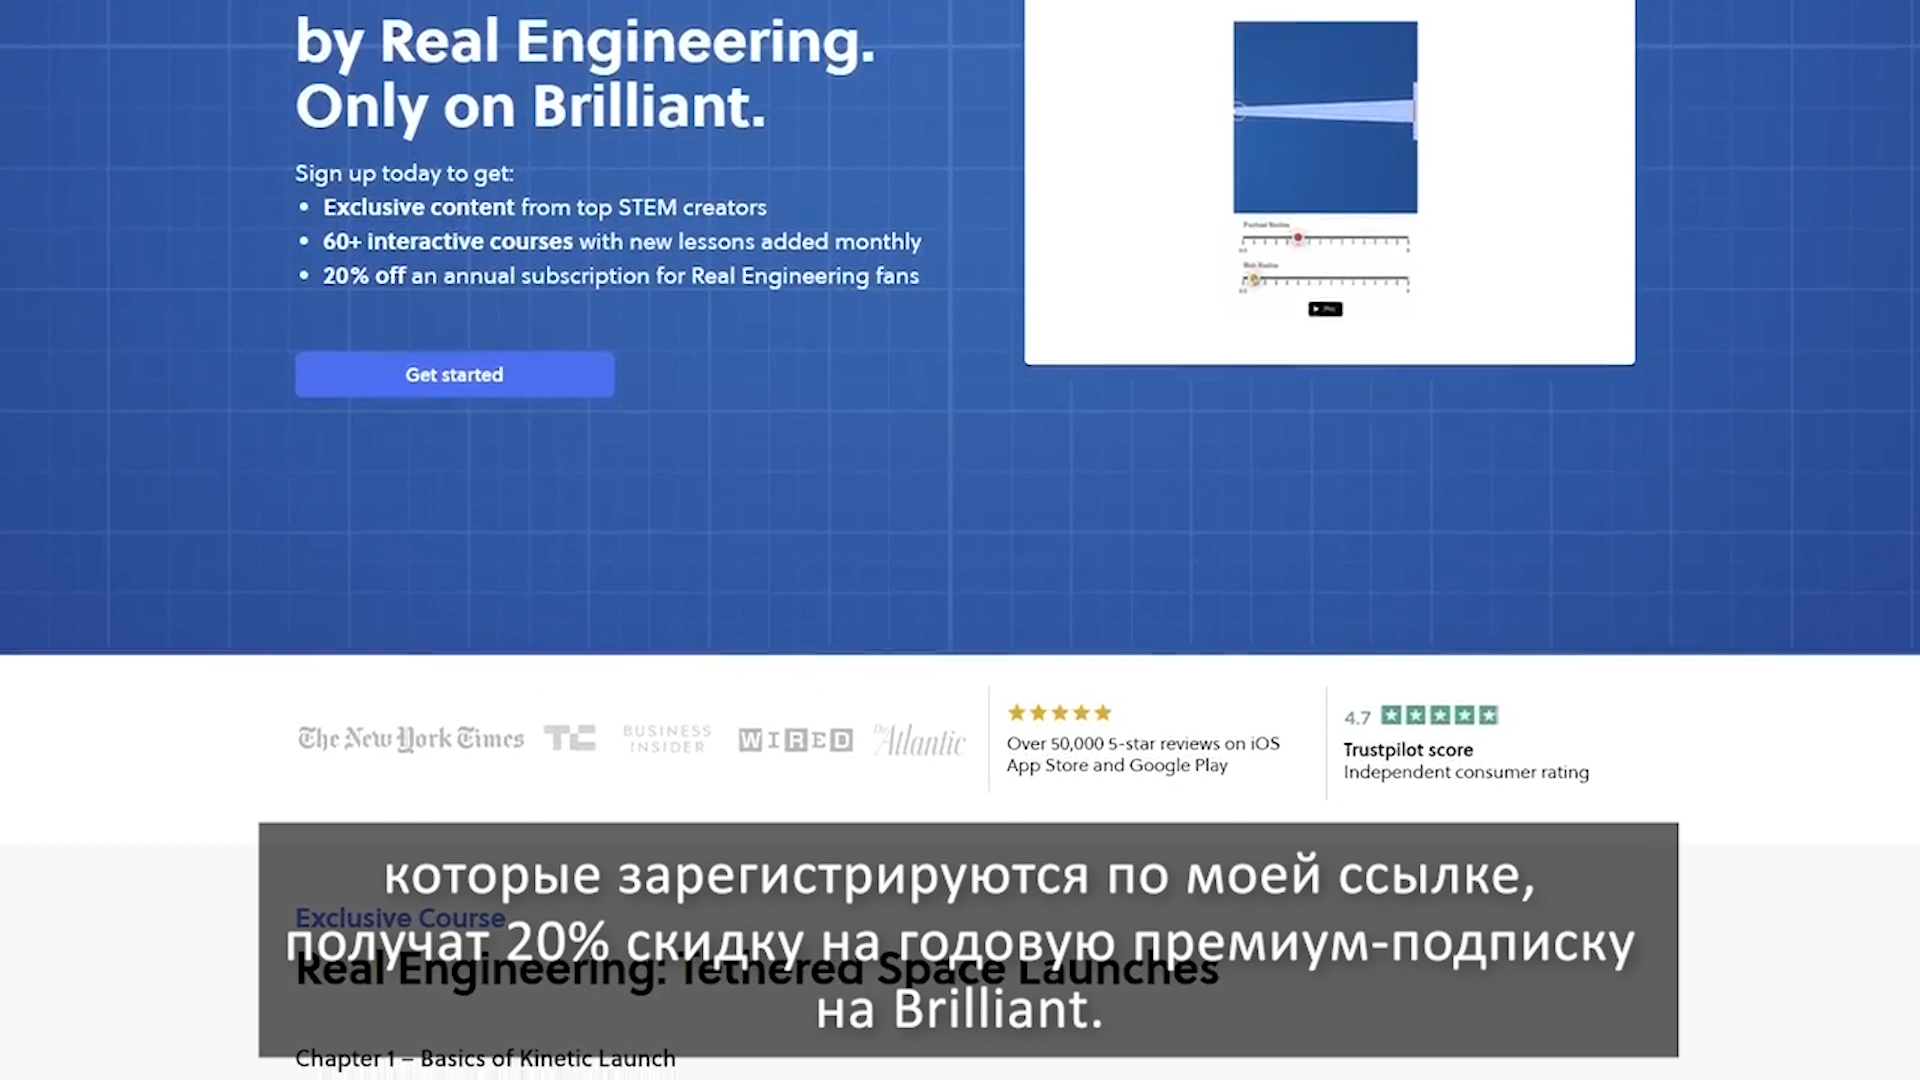 by Real Engineering.
Only on Brilliant.
Sign up today to get:
• Exclusive content from top STEM creators
• 60+ interactive courses with new lessons added monthly
• 20% off an annual subscription for Real Engineering fans
Get started
The New York Times
TC
BUSINESS
INSIDER
WIRED
The Atlantic
Over 50,000 5-star reviews on iOS
App Store and Google Play
4.7
Trustpilot score
Independent consumer rating
Exclusive Course
Real Engineering: Tethered Space Launches
Chapter 1 – Basics of Kinetic Launch
которые зарегистрируются по моей ссылке,
получат 20% скидку на годовую премиум-подписку
на Brilliant.